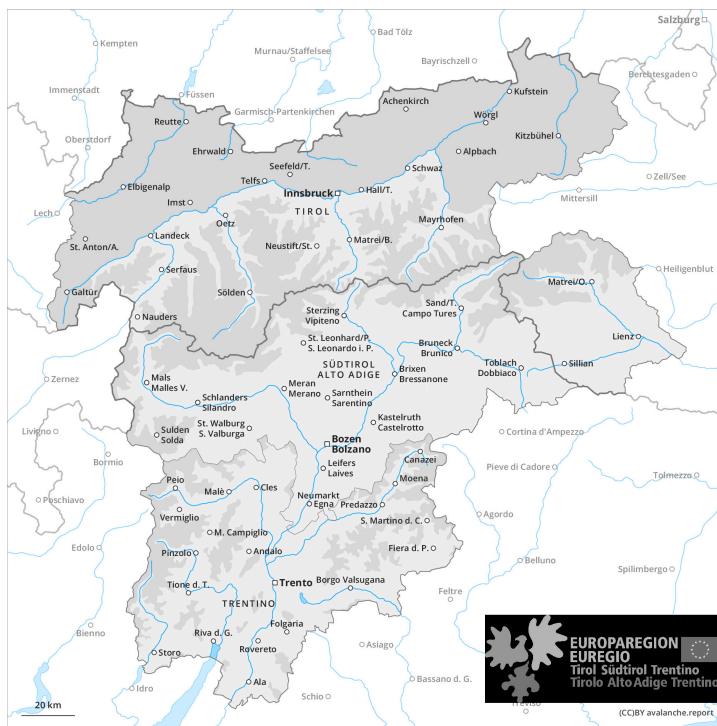 Salzburg
Kempten
Bad Tölz
Murnau/Staffelsee
Bayrischzell
Berchtesgaden
Immenstadt
Füssen
Achenkirch
Kufstein
Garmisch-Partenkirchen
Reutte
Wörgl
Kitzbühel
Oberstdorf
Ehrwald
Alpbach
Seefeld/T.
Schwaz
Telfs
Zell/See
Elbigenalp
Innsbruck
Hall/T.
Mittersill
Imst
TIROL
Lech
Oetz
Mayrhofen
St. Anton/A.
Landeck
Neustift/St.
Matrei/B.
Serfaus
Heiligenblut
Galtür
Sölden
Matrei/O.
Sand/T.
Campo Tures
Nauders
Sterzing
Vipiteno
Lienz
St. Leonhard/P.
S. Leonardo i. P.
Bruneck
Brunico
Toblach
Dobbiaco
Sillian
SÜDTIROL
ALTO ADIGE
Brixen
Bressanone
Zernez
Mals
Malles V.
Meran
Merano
Schlanders
Silandro
Sarnthein
Sarentino
Kastelruth
Castelrotto
St. Walburg
S. Valburga
Livigno
Sulden
Solda
Bozen
Bolzano
Cortina d'Ampezzo
Bormio
Canazei
Leifers
Laives
Pieve di Cadore
Tolmezzo
Peio
Moena
Malè
Cles
Neumarkt
Egna
Predazzo
Poschiavo
Vermiglio
S. Martino d. C.
Agordo
M. Campiglio
Edolo
Pinzolo
Andalo
Fiera d. P.
Belluno
Spilimbergo
Tione d. T.
Trento
Borgo Valsugana
Feltre
TRENTINO
Folgaria
Bienno
Riva d. G.
Rovereto
Asiago
Storo
Ala
Bassano d. G.
Idro
Schio
Treviso
EUROPAREGION
EUREGIO
Tirol Südtirol Trentino
Tirolo Alto Adige Trentino
20 km
(CC)BY avalanche.report